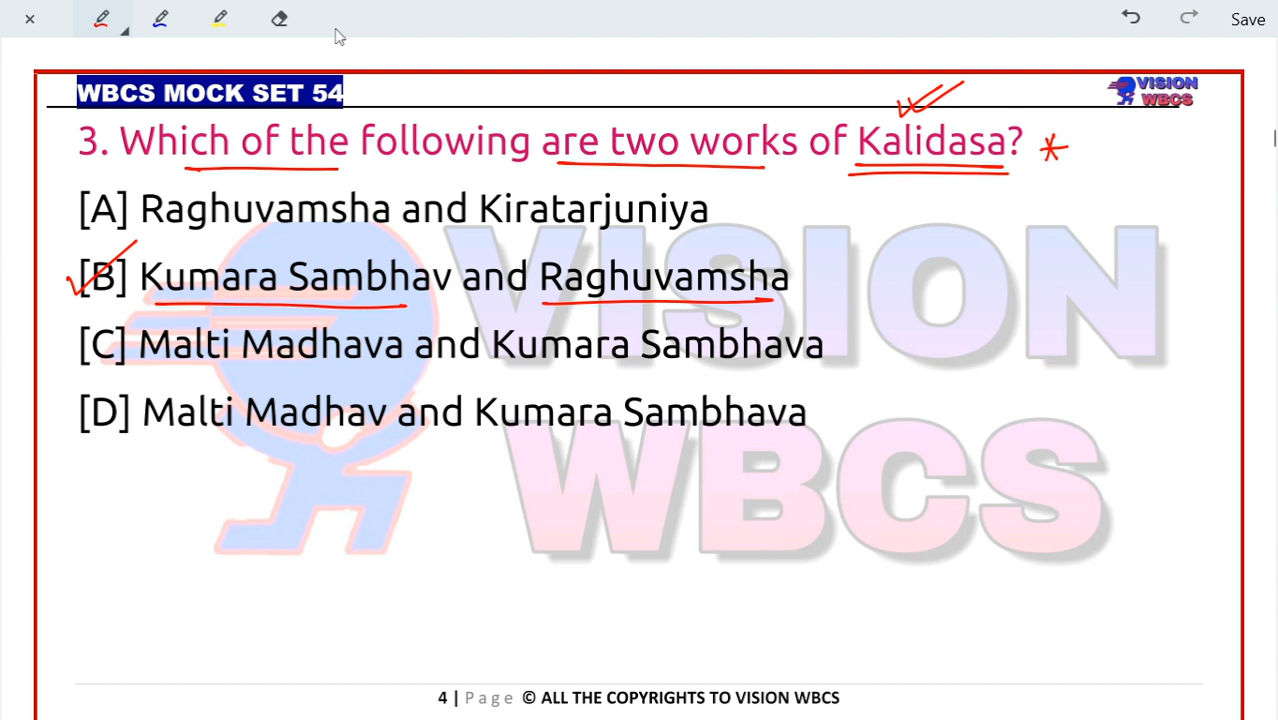 Save
WBCS MOCK SET 54
VISION
WBCS
3. Which of the following are two works of Kalidasa?
[A] Raghuvamsha and Kiratarjuniya
[B] Kumara Sambhav and Raghuvamsha
[C] Malti Madhava and Kumara Sambhava
[D] Malti Madhav and Kumara Sambhava
VISION
WBCS
4 | Page © ALL THE COPYRIGHTS TO VISION WBCS